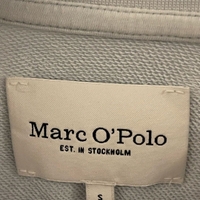 Marc O'Polo
EST. IN STOCKHOLM
S